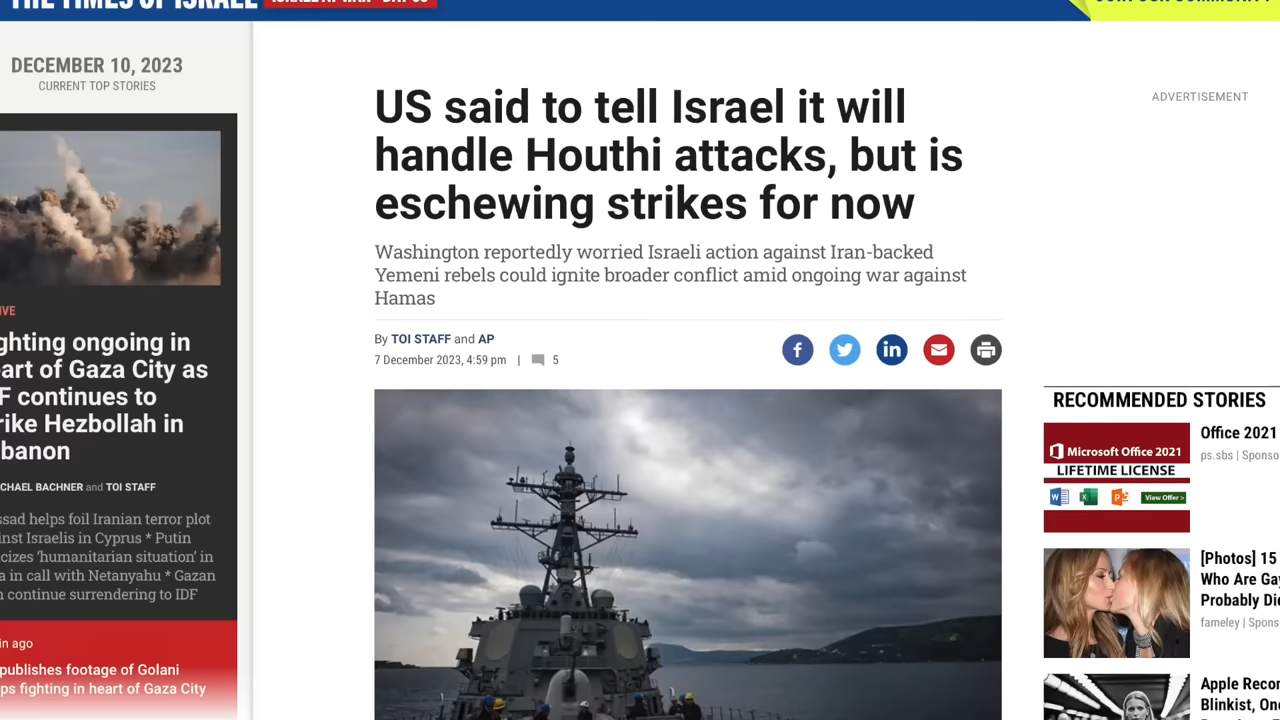 THE TIMES OF ISRAEL
DECEMBER 10, 2023
CURRENT TOP STORIES
ghting ongoing in
art of Gaza City as
F continues to
rike Hezbollah in
banon
CHAEL BACHNER and TOI STAFF
ssad helps foil Iranian terror plot
inst Israelis in Cyprus * Putin
icizes 'humanitarian situation' in
a in call with Netanyahu * Gazan
n continue surrendering to IDF
in ago
publishes footage of Golani
ps fighting in heart of Gaza City
US said to tell Israel it will
handle Houthi attacks, but is
eschewing strikes for now
Washington reportedly worried Israeli action against Iran-backed
Yemeni rebels could ignite broader conflict amid ongoing war against
Hamas
By TOI STAFF and AP
7 December 2023, 4:59 pm | 5
ADVERTISEMENT
RECOMMENDED STORIES
Microsoft Office 2021
LIFETIME LICENSE
View Offer >
Office 2021
ps.sbs | Sponso
[Photos] 15
Who Are Gay
Probably Di
fameley | Spons
Apple Recor
Blinkist, On